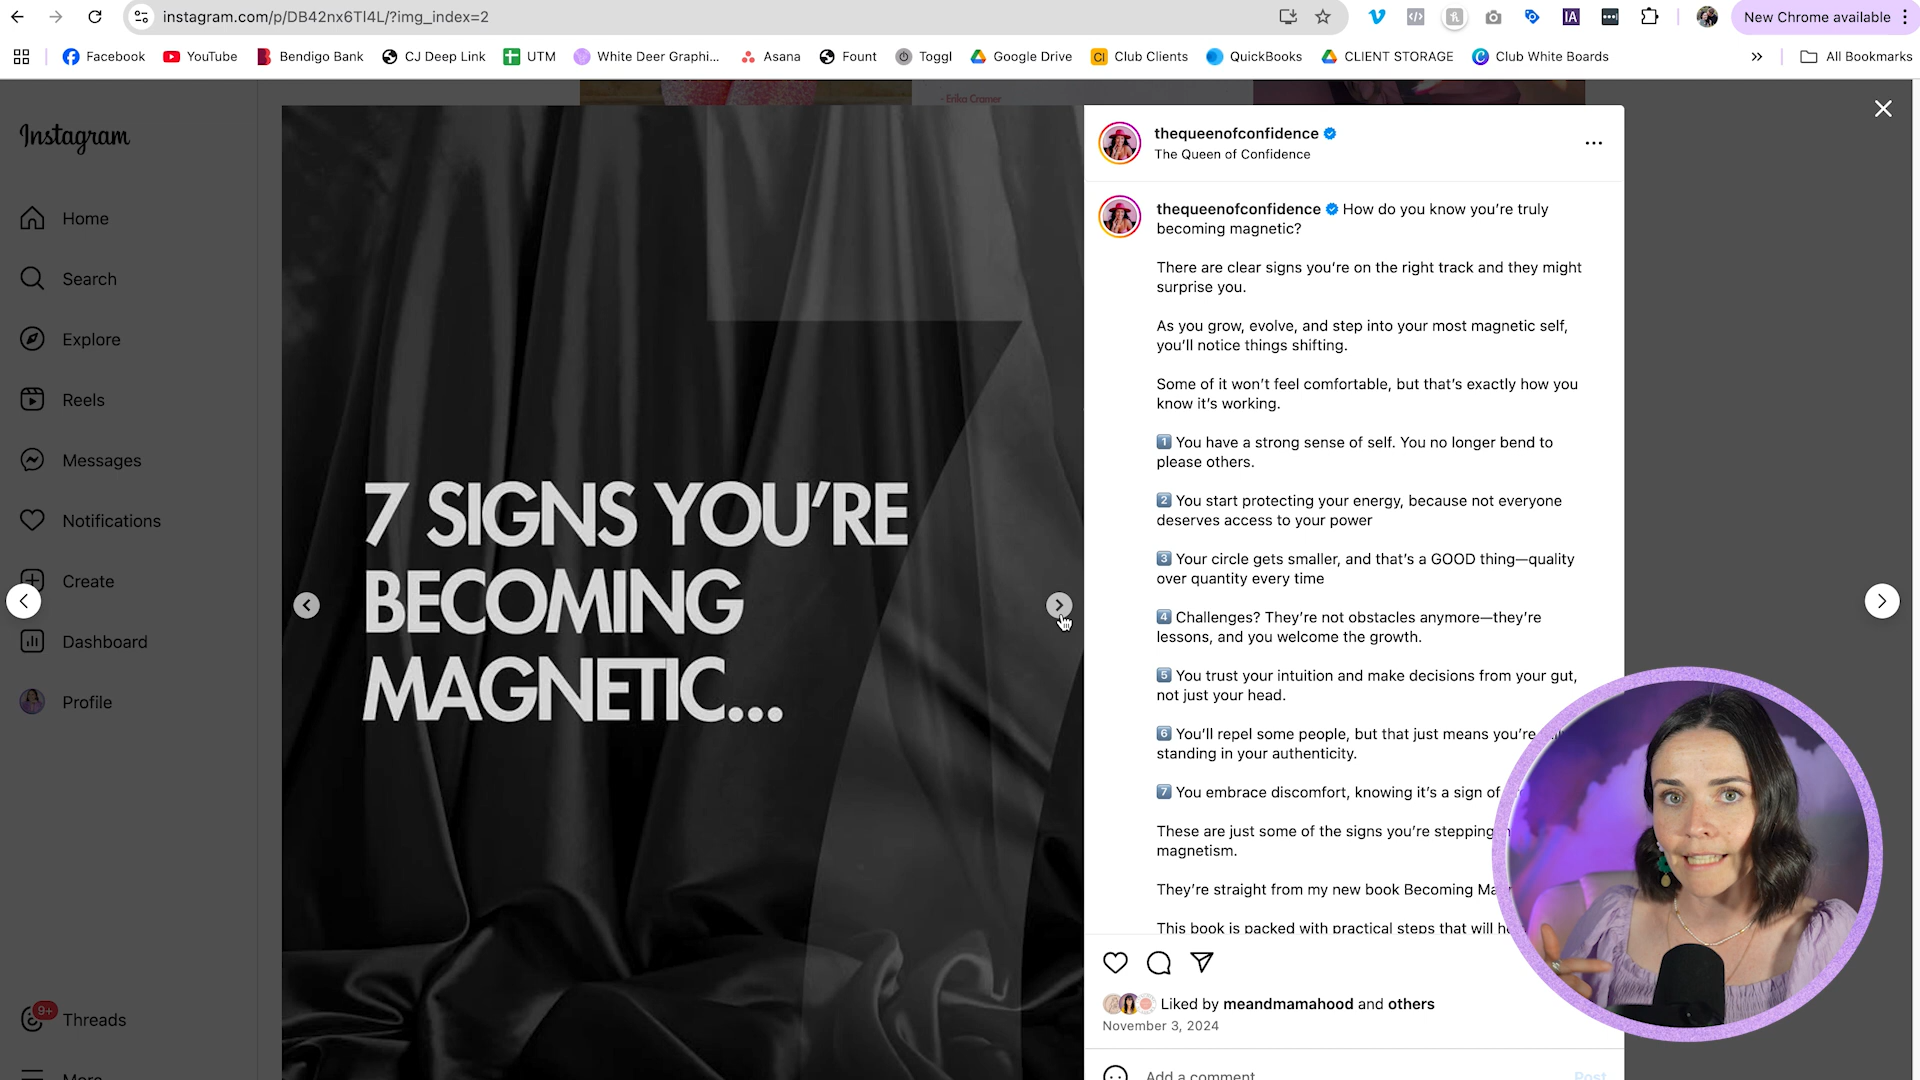 instagram.com/p/DB42nx6Tl4L/?img_index=2
New Chrome available
Facebook
YouTube
Bendigo Bank
CJ Deep Link
UTM
White Deer Graphi...
Asana
Fount
Toggl
Google Drive
Club Clients
QuickBooks
CLIENT STORAGE
Club White Boards
All Bookmarks
- Erika Cramer
Instagram
Home
Search
Explore
Reels
Messages
Notifications
Create
Dashboard
Profile
9+
Threads
More
7 SIGNS YOU'RE
BECOMING
MAGNETIC...
thequeenofconfidence
The Queen of Confidence
thequeenofconfidence How do you know you're truly
becoming magnetic?
There are clear signs you're on the right track and they might
surprise you.
As you grow, evolve, and step into your most magnetic self,
you'll notice things shifting.
Some of it won't feel comfortable, but that's exactly how you
know it's working.
1 You have a strong sense of self. You no longer bend to
please others.
2 You start protecting your energy, because not everyone
deserves access to your power
3 Your circle gets smaller, and that's a GOOD thing—quality
over quantity every time
4 Challenges? They're not obstacles anymore—they're
lessons, and you welcome the growth.
5 You trust your intuition and make decisions from your gut,
not just your head.
6 You'll repel some people, but that just means you're
standing in your authenticity.
7 You embrace discomfort, knowing it's a sign of
These are just some of the signs you're stepping
magnetism.
They're straight from my new book Becoming
This book is packed with practical steps that will
Liked by meandmamahood and others
November 3, 2024
Add a comment
Post